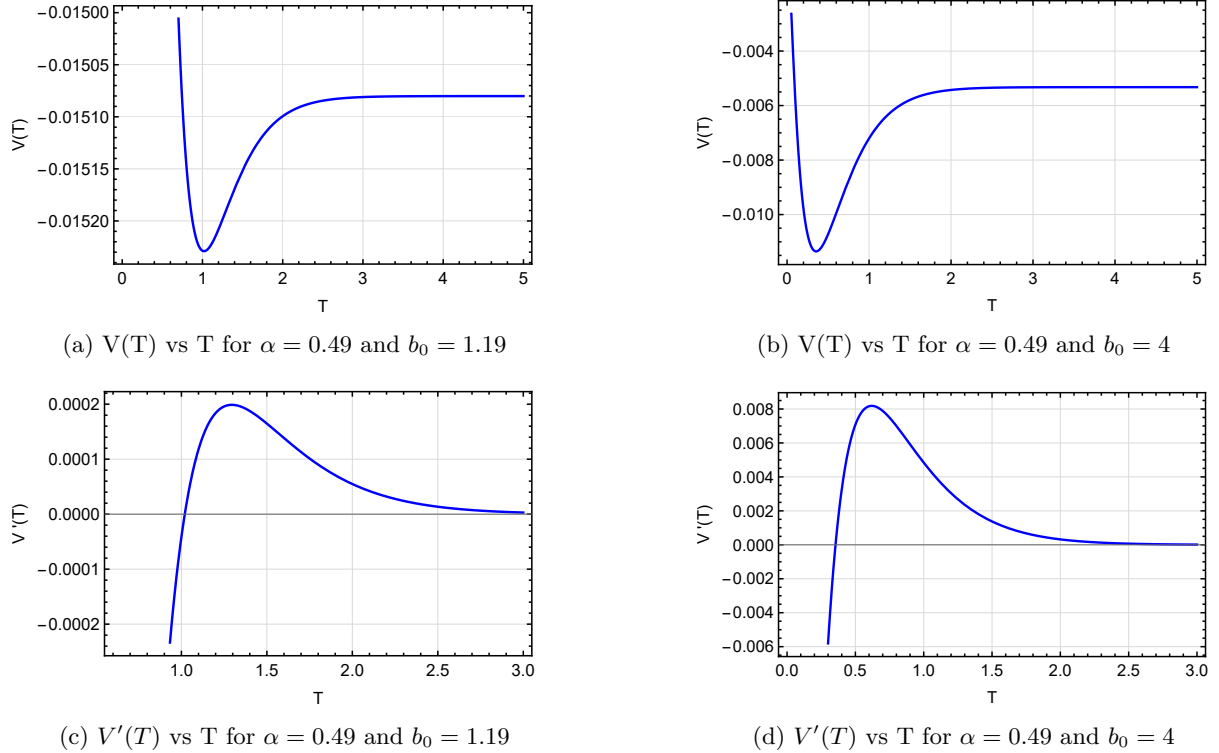 −0.01500
−0.01505
−0.01510
−0.01515
−0.01520
V(T)
0 1 2 3 4 5
T
(a) V(T) vs T for α = 0.49 and b₀ = 1.19
−0.004
−0.006
−0.008
−0.010
V(T)
0 1 2 3 4 5
T
(b) V(T) vs T for α = 0.49 and b₀ = 4
0.0002
0.0001
0.0000
−0.0001
−0.0002
V '(T)
1.0 1.5 2.0 2.5 3.0
T
(c) V′(T) vs T for α = 0.49 and b₀ = 1.19
0.008
0.006
0.004
0.002
0.000
−0.002
−0.004
−0.006
V '(T)
0.0 0.5 1.0 1.5 2.0 2.5 3.0
T
(d) V′(T) vs T for α = 0.49 and b₀ = 4